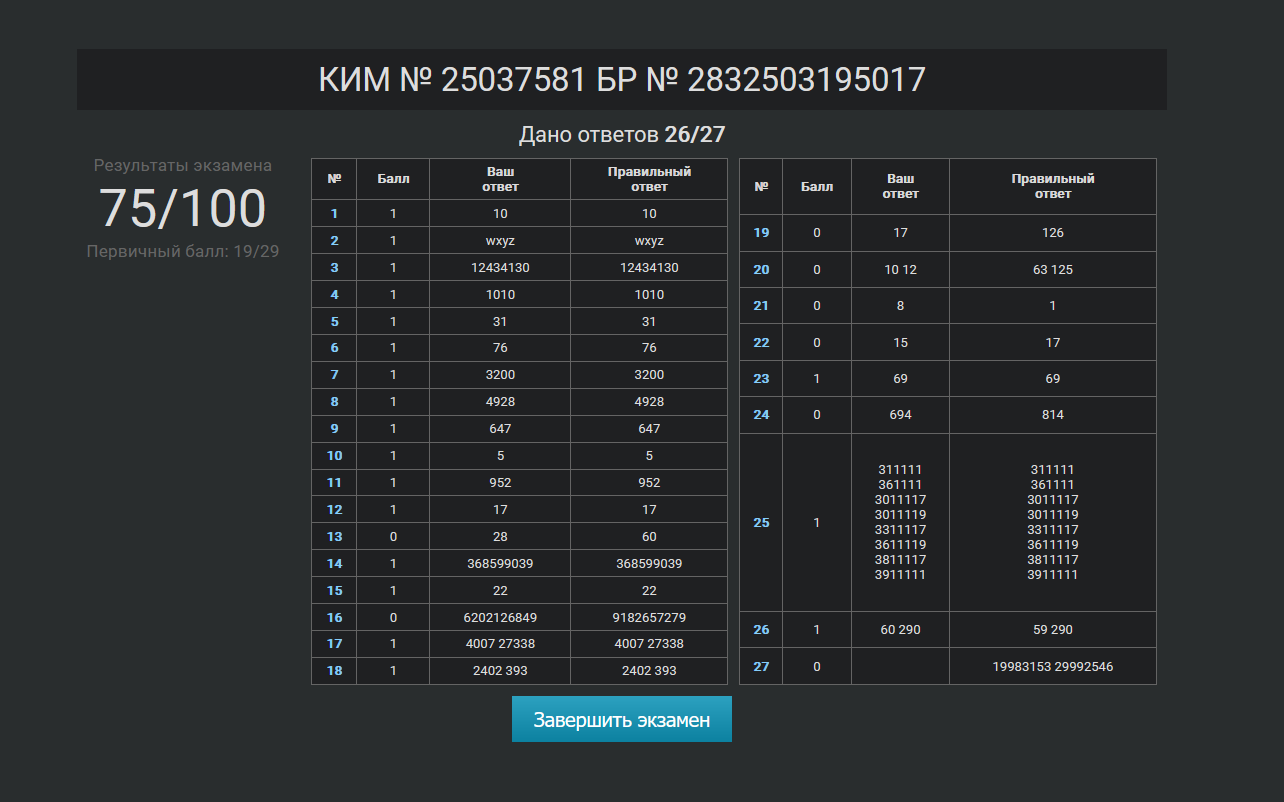 КИМ № 25037581 БР № 2832503195017
Дано ответов 26/27
Результаты экзамена
75/100
Первичный балл: 19/29
№ Балл Ваш ответ Правильный ответ
1 1 10 10
2 1 wxyz wxyz
3 1 12434130 12434130
4 1 1010 1010
5 1 31 31
6 1 76 76
7 1 3200 3200
8 1 4928 4928
9 1 647 647
10 1 5 5
11 1 952 952
12 1 17 17
13 0 28 60
14 1 368599039 368599039
15 1 22 22
16 0 6202126849 9182657279
17 1 4007 27338 4007 27338
18 1 2402 393 2402 393
№ Балл Ваш ответ Правильный ответ
19 0 17 126
20 0 10 12 63 125
21 0 8 1
22 0 15 17
23 1 69 69
24 0 694 814
25 1
311111 311111
361111 361111
3011117 3011117
3011119 3011119
3311117 3311117
3611119 3611119
3811117 3811117
3911111 3911111
26 1 60 290 59 290
27 0 19983153 29992546
Завершить экзамен